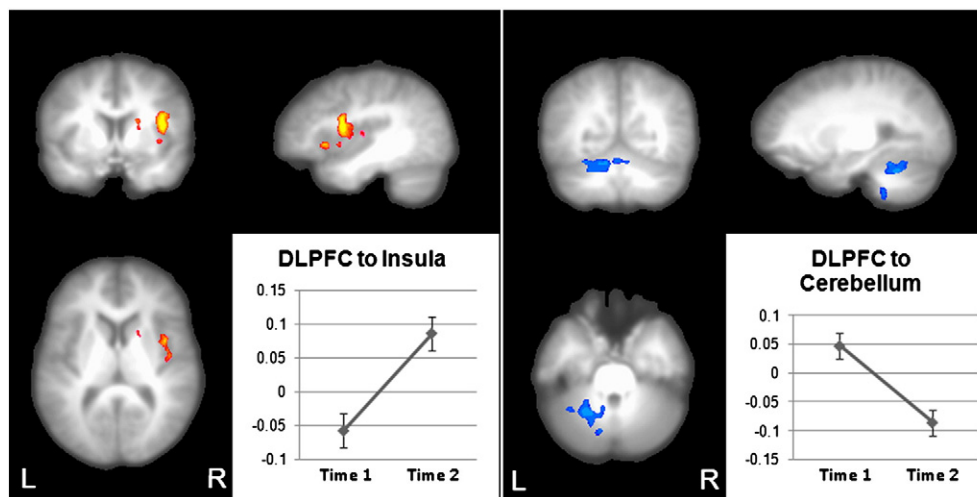 DLPFC to Insula
0.15
0.1
0.05
0
-0.05
-0.1
Time 1 Time 2
L R
DLPFC to
Cerebellum
0.1
0.05
0
-0.05
-0.1
-0.15
Time 1 Time 2
L R